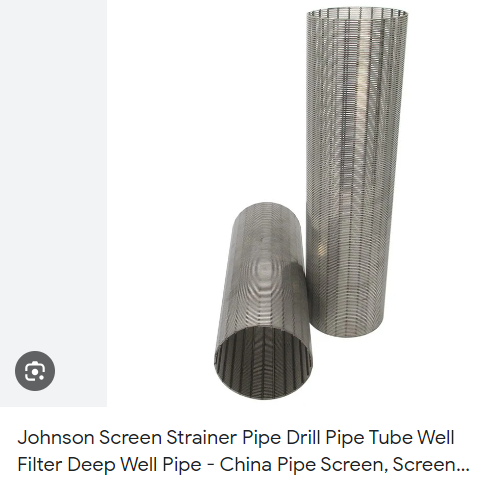 Johnson Screen Strainer Pipe Drill Pipe Tube Well
Filter Deep Well Pipe - China Pipe Screen, Screen...